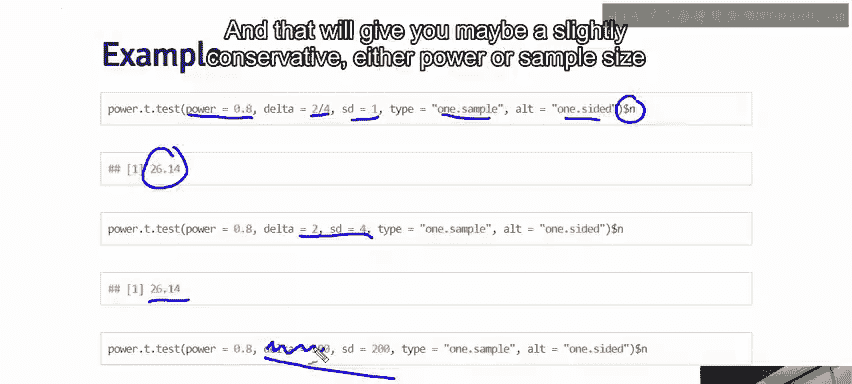 And that will give you maybe a slightly
Example conservative, either power or sample size
power.t.test(power = 0.8, delta = 2/4, sd = 1, type = "one.sample", alt = "one.sided")$n
## [1] 26.14
power.t.test(power = 0.8, delta = 2, sd = 4, type = "one.sample", alt = "one.sided")$n
## [1] 26.14
power.t.test(power = 0.8, sd = 200, type = "one.sample", alt = "one.sided")$n